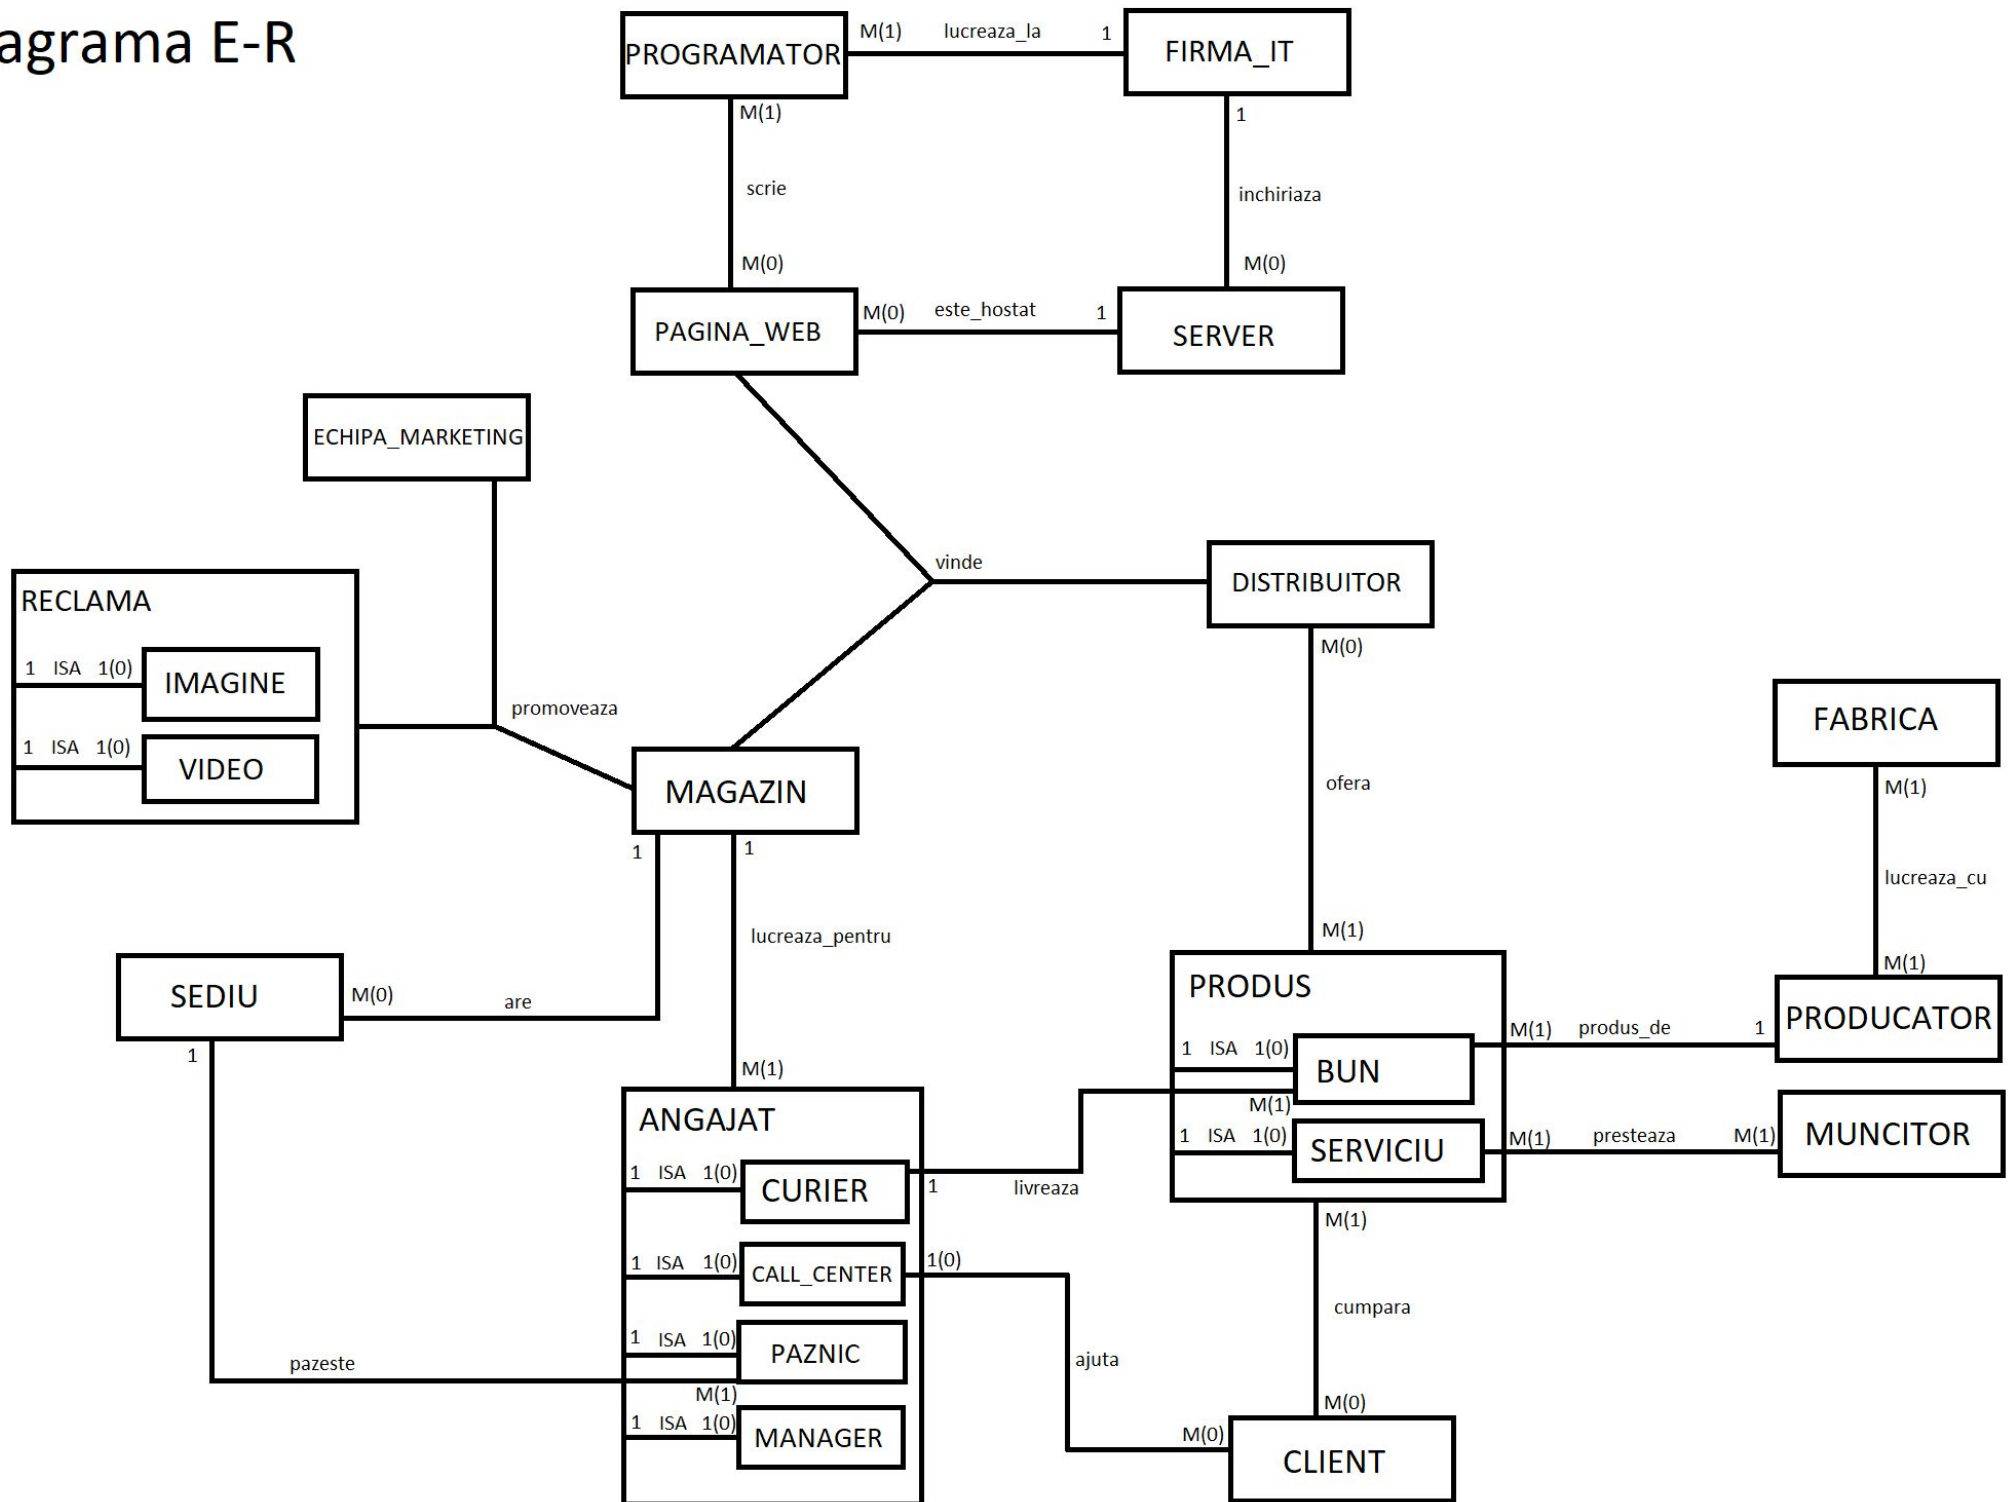 agrama E-R
PROGRAMATOR
M(1) lucreaza_la 1
FIRMA_IT
M(1)
scrie
M(0)
1
inchiriaza
M(0)
PAGINA_WEB
M(0) este_hostat 1
SERVER
ECHIPA_MARKETING
vinde
DISTRIBUITOR
RECLAMA
1 ISA 1(0) IMAGINE
1 ISA 1(0) VIDEO
promoveaza
MAGAZIN
M(0)
ofera
M(1)
FABRICA
M(1)
lucreaza_cu
M(1)
1
1
lucreaza_pentru
M(1)
SEDIU
M(0) are
1
PRODUS
1 ISA 1(0) BUN
M(1)
1 ISA 1(0) SERVICIU
M(1) produs_de 1
PRODUCATOR
M(1) presteaza M(1)
MUNCITOR
ANGAJAT
1 ISA 1(0) CURIER
1 livreaza
1 ISA 1(0) CALL_CENTER
1(0)
1 ISA 1(0) PAZNIC
pazeste
M(1)
1 ISA 1(0) MANAGER
ajuta
M(0)
M(1)
cumpara
M(0)
CLIENT